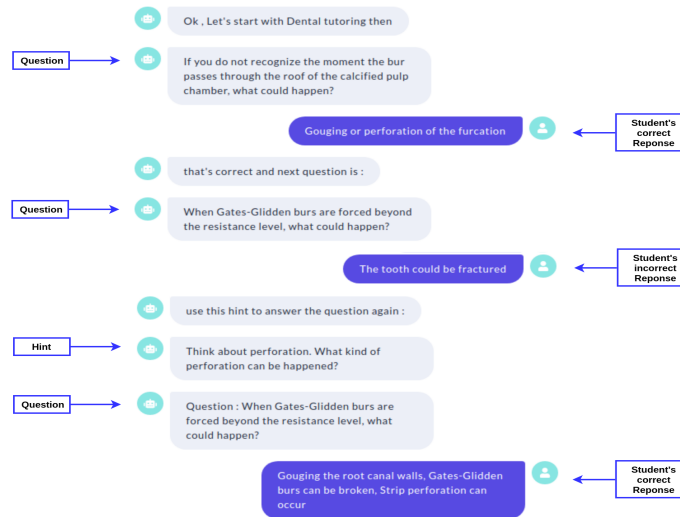 Ok , Let's start with Dental tutoring then
Question
If you do not recognize the moment the bur
passes through the roof of the calcified pulp
chamber, what could happen?
Gouging or perforation of the furcation
Student's
correct
Reponse
that's correct and next question is :
Question
When Gates-Glidden burs are forced beyond
the resistance level, what could happen?
The tooth could be fractured
Student's
incorrect
Reponse
use this hint to answer the question again :
Hint
Think about perforation. What kind of
perforation can be happened?
Question
Question : When Gates-Glidden burs are
forced beyond the resistance level, what
could happen?
Gouging the root canal walls, Gates-Glidden
burs can be broken, Strip perforation can
occur
Student's
correct
Reponse